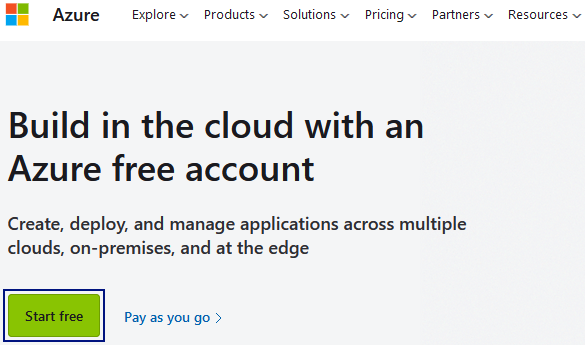 Azure Explore Products Solutions Pricing Partners Resources
Build in the cloud with an
Azure free account
Create, deploy, and manage applications across multiple
clouds, on-premises, and at the edge
Start free Pay as you go